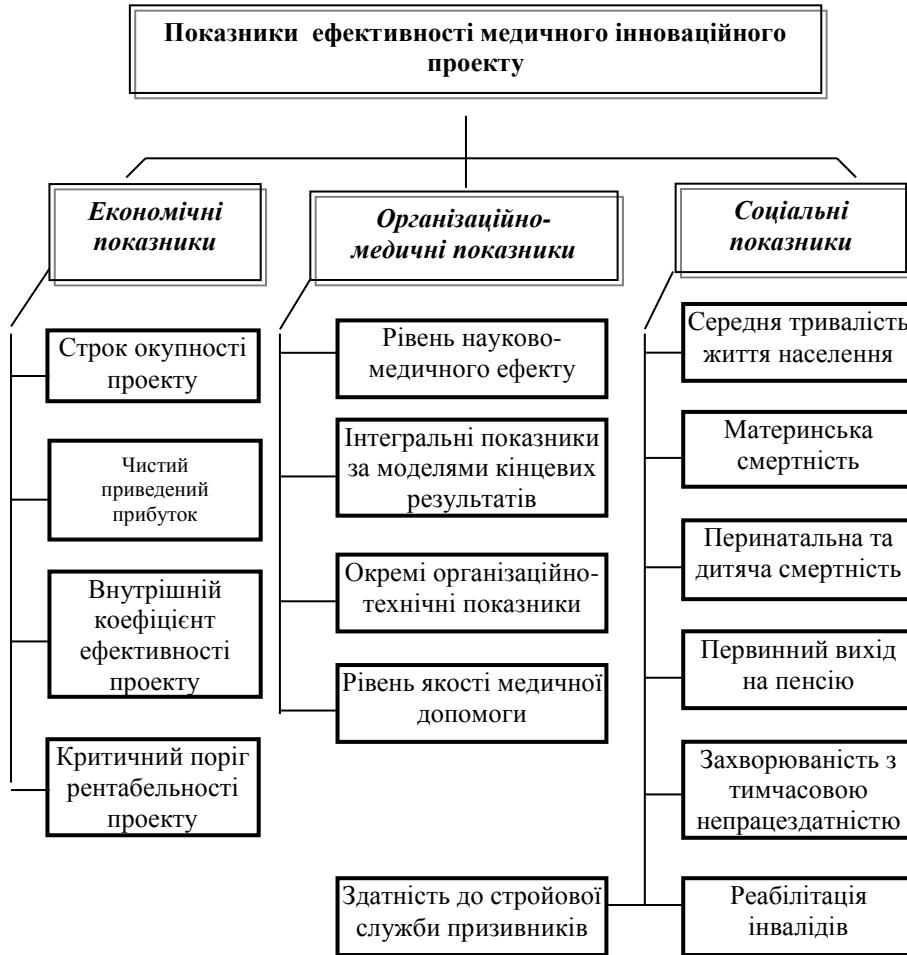 Показники ефективності медичного інноваційного
проекту
Економічні
показники
Строк окупності
проекту
Чистий
приведений
прибуток
Внутрішній
коефіцієнт
ефективності
проекту
Критичний поріг
рентабельності
проекту
Організаційно-
медичні показники
Рівень науково-
медичного ефекту
Інтегральні показники
за моделями кінцевих
результатів
Окремі організаційно-
технічні показники
Рівень якості медичної
допомоги
Соціальні
показники
Середня тривалість
життя населення
Материнська
смертність
Перинатальна та
дитяча смертність
Первинний вихід
на пенсію
Захворюваність з
тимчасовою
непрацездатністю
Здатність до стройової
служби призивників
Реабілітація
інвалідів